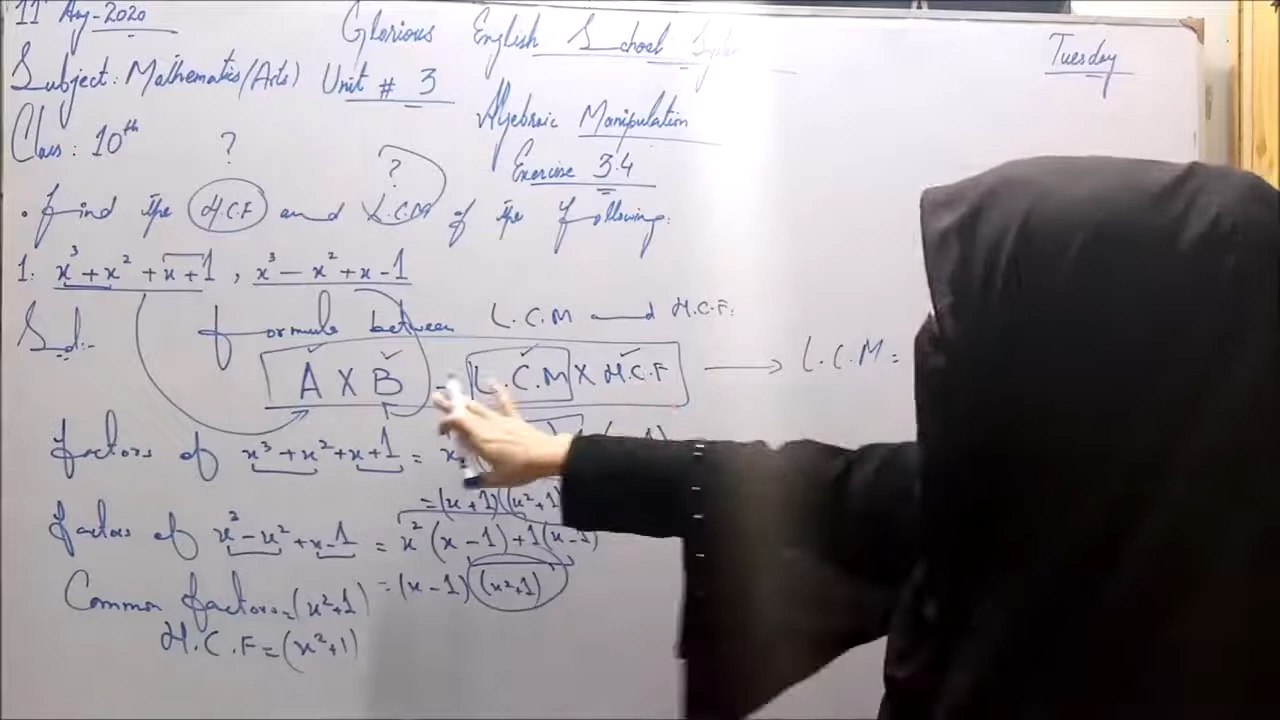 11 Aug-2020
Glorious English School System
Tuesday
Subject: Mathematics (Arts) Unit # 3
Algebraic Manipulation
Class: 10th
Exercise 3.4
? ?
• Find the H.C.F and L.C.M of the following:
1. x³ + x² + x + 1 , x³ - x² + x - 1
Sol:-
formula between L.C.M and H.C.F.
A X B = L.C.M X H.C.F → L.C.M =
factors of x³ + x² + x + 1 =
= (x + 1)(x² + 1)
factors of x³ - x² + x - 1 = x² (x - 1) + 1 (x - 1)
= (x - 1) (x² + 1)
Common factors = (x² + 1)
H.C.F = (x² + 1)